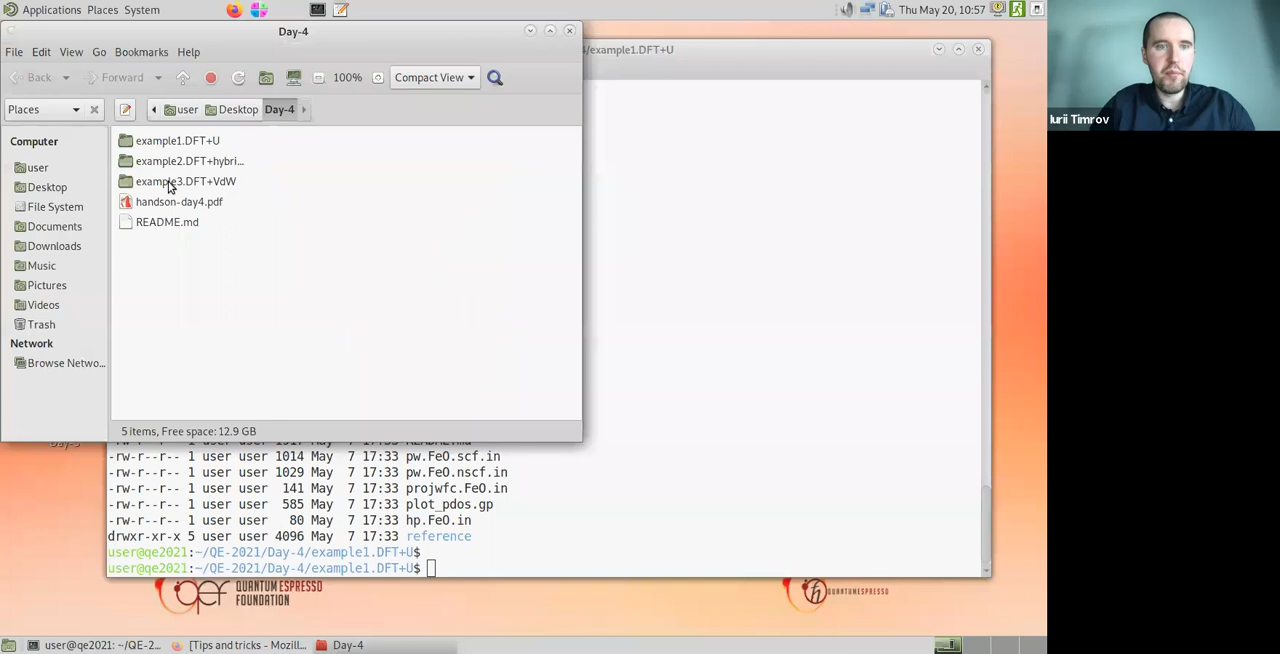 Applications Places System
Thu May 20, 10:57
Day-4
4/example1.DFT+U
File Edit View Go Bookmarks Help
Back Forward 100% Compact View
Places user Desktop Day-4
Computer
user
Desktop
File System
Documents
Downloads
Music
Pictures
Videos
Trash
Network
Browse Netwo...
example1.DFT+U
example2.DFT+hybri...
example3.DFT+VdW
handson-day4.pdf
README.md
5 items, Free space: 12.9 GB
-rw-r--r-- 1 user user 1014 May 7 17:33 pw.FeO.scf.in
-rw-r--r-- 1 user user 1029 May 7 17:33 pw.FeO.nscf.in
-rw-r--r-- 1 user user 141 May 7 17:33 projwfc.FeO.in
-rw-r--r-- 1 user user 585 May 7 17:33 plot_pdos.gp
-rw-r--r-- 1 user user 80 May 7 17:33 hp.FeO.in
drwxr-xr-x 5 user user 4096 May 7 17:33 reference
user@qe2021:~/QE-2021/Day-4/example1.DFT+U$
user@qe2021:~/QE-2021/Day-4/example1.DFT+U$
QUANTUM ESPRESSO
FOUNDATION
QUANTUMESPRESSO
user@qe2021: ~/QE-2... [Tips and tricks - Mozill... Day-4
Iurii Timrov